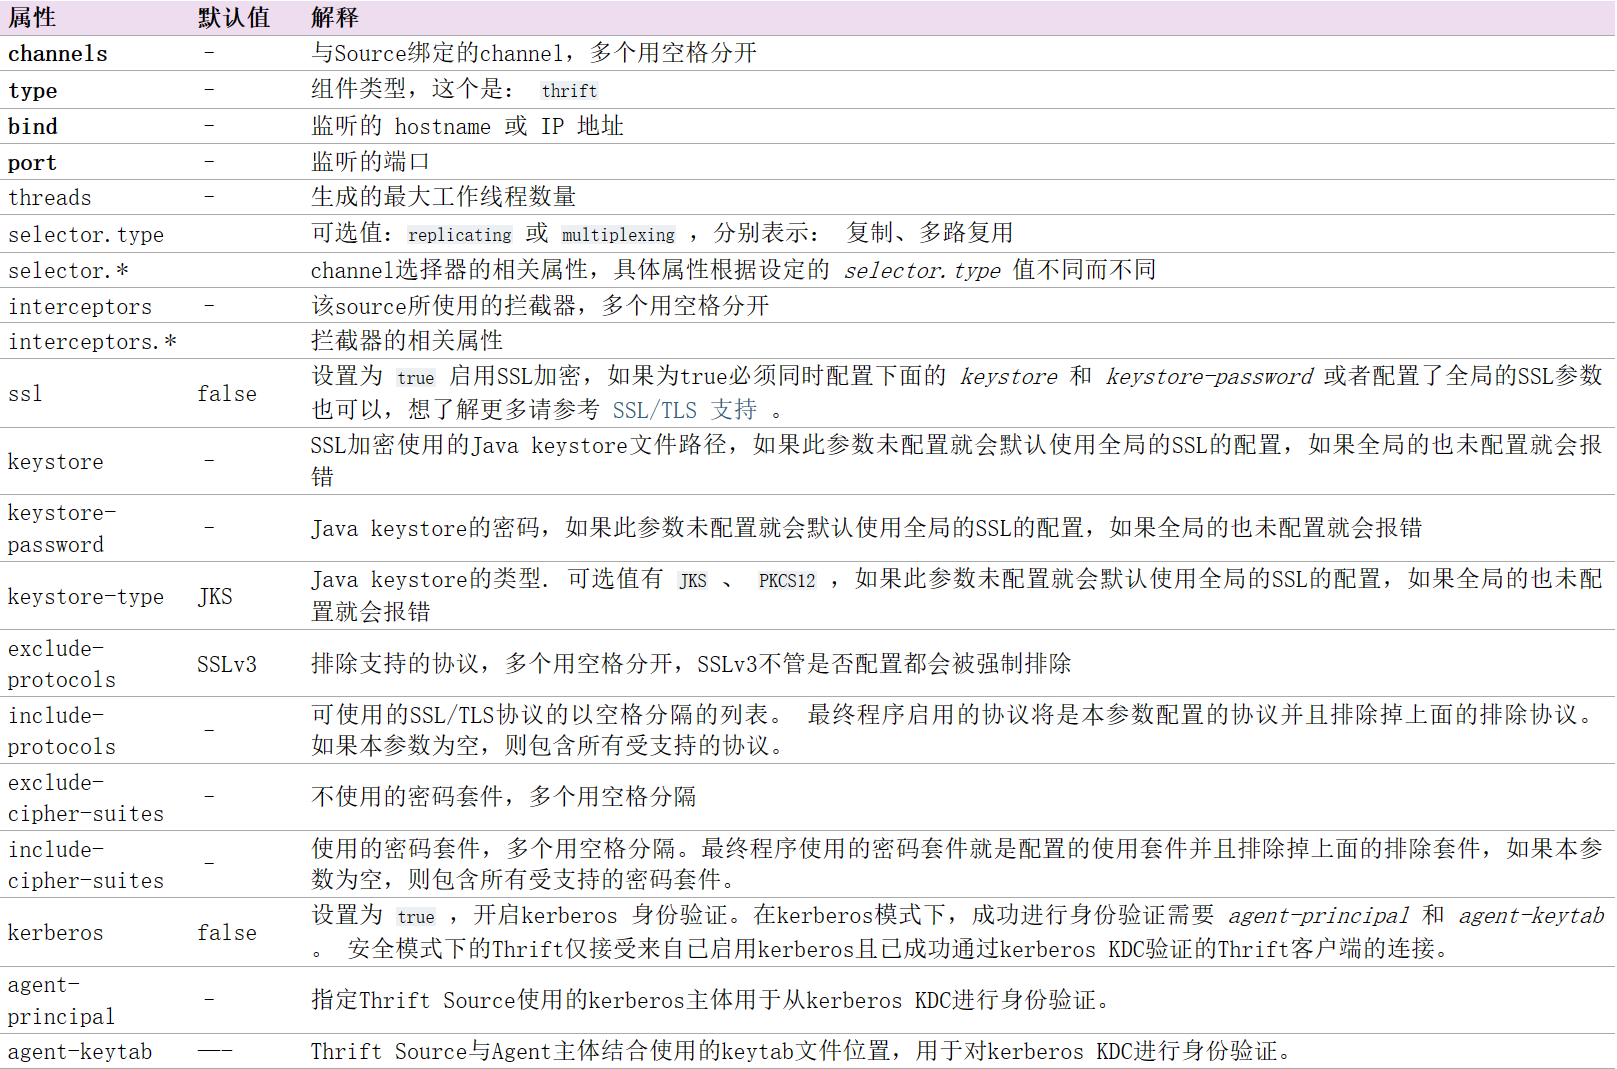 属性 默认值 解释
channels - 与Source绑定的channel，多个用空格分开
type - 组件类型，这个是： thrift
bind - 监听的 hostname 或 IP 地址
port - 监听的端口
threads - 生成的最大工作线程数量
selector.type 可选值：replicating 或 multiplexing ，分别表示： 复制、多路复用
selector.* channel选择器的相关属性，具体属性根据设定的 selector.type 值不同而不同
interceptors - 该source所使用的拦截器，多个用空格分开
interceptors.* 拦截器的相关属性
ssl false 设置为 true 启用SSL加密，如果为true必须同时配置下面的 keystore 和 keystore-password 或者配置了全局的SSL参数
也可以，想了解更多请参考 SSL/TLS 支持 。
keystore - SSL加密使用的Java keystore文件路径，如果此参数未配置就会默认使用全局的SSL的配置，如果全局的也未配置就会报
错
keystore-
password - Java keystore的密码，如果此参数未配置就会默认使用全局的SSL的配置，如果全局的也未配置就会报错
keystore-type JKS Java keystore的类型. 可选值有 JKS 、 PKCS12 ，如果此参数未配置就会默认使用全局的SSL的配置，如果全局的也未配
置就会报错
exclude-
protocols SSLv3 排除支持的协议，多个用空格分开，SSLv3不管是否配置都会被强制排除
include-
protocols - 可使用的SSL/TLS协议的以空格分隔的列表。 最终程序启用的协议将是本参数配置的协议并且排除掉上面的排除协议。
如果本参数为空，则包含所有受支持的协议。
exclude-
cipher-suites - 不使用的密码套件，多个用空格分隔
include-
cipher-suites - 使用的密码套件，多个用空格分隔。最终程序使用的密码套件就是配置的使用套件并且排除掉上面的排除套件，如果本参
数为空，则包含所有受支持的密码套件。
kerberos false 设置为 true ，开启kerberos 身份验证。在kerberos模式下，成功进行身份验证需要 agent-principal 和 agent-keytab
。 安全模式下的Thrift仅接受来自己启用kerberos且已成功通过kerberos KDC验证的Thrift客户端的连接。
agent-
principal - 指定Thrift Source使用的kerberos主体用于从kerberos KDC进行身份验证。
agent-keytab —- Thrift Source与Agent主体结合使用的keytab文件位置，用于对kerberos KDC进行身份验证。